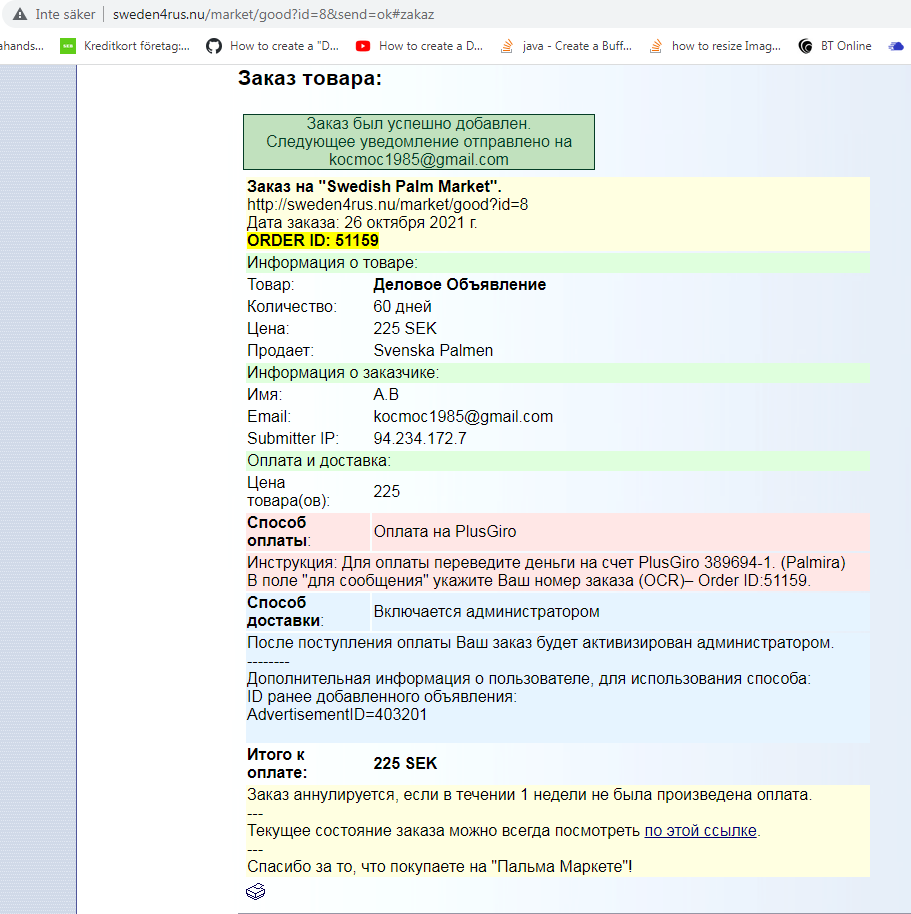 Inte säker
sweden4rus.nu/market/good?id=8&send=ok#zakaz
ahands...
Kreditkort företag:...
How to create a "D...
How to create a D...
java - Create a Buff...
how to resize Imag...
BT Online
Заказ товара:
Заказ был успешно добавлен.
Следующее уведомление отправлено на
kocmoc1985@gmail.com
Заказ на "Swedish Palm Market".
http://sweden4rus.nu/market/good?id=8
Дата заказа: 26 октября 2021 г.
ORDER ID: 51159
Информация о товаре:
Товар: Деловое Объявление
Количество: 60 дней
Цена: 225 SEK
Продает: Svenska Palmen
Информация о заказчике:
Имя: A.B
Email: kocmoc1985@gmail.com
Submitter IP: 94.234.172.7
Оплата и доставка:
Цена
товара(ов): 225
Способ
оплаты: Оплата на PlusGiro
Инструкция: Для оплаты переведите деньги на счет PlusGiro 389694-1. (Palmira)
В поле "для сообщения" укажите Ваш номер заказа (OCR)– Order ID:51159.
Способ
доставки: Включается администратором
После поступления оплаты Ваш заказ будет активизирован администратором.
--------
Дополнительная информация о пользователе, для использования способа:
ID ранее добавленного объявления:
AdvertisementID=403201
Итого к
оплате: 225 SEK
Заказ аннулируется, если в течении 1 недели не была произведена оплата.
---
Текущее состояние заказа можно всегда посмотреть по этой ссылке.
---
Спасибо за то, что покупаете на "Пальма Маркете"!